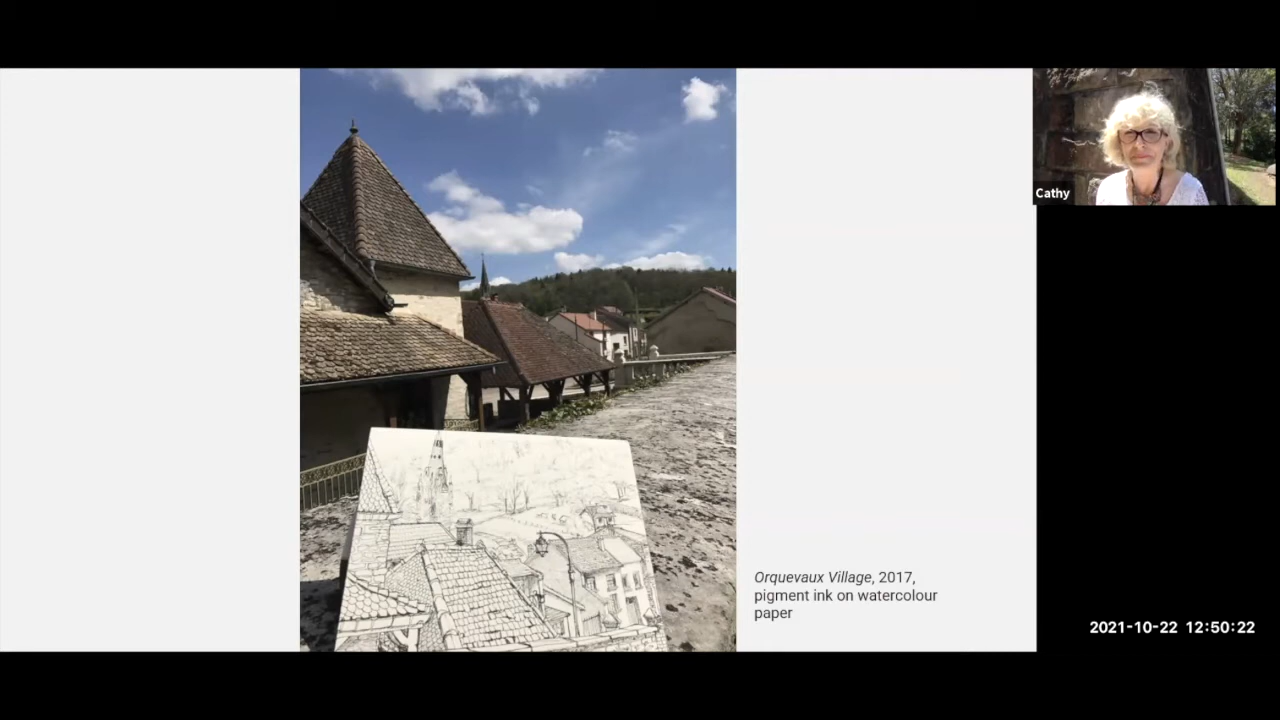 Cathy
Orquevaux Village, 2017,
pigment ink on watercolour
paper
2021-10-22 12:50:22